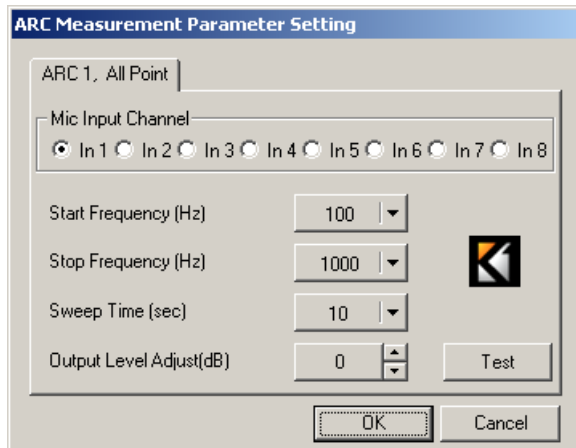 ARC Measurement Parameter Setting
ARC 1, All Point
Mic Input Channel
In 1 In 2 In 3 In 4 In 5 In 6 In 7 In 8
Start Frequency (Hz) 100
Stop Frequency (Hz) 1000
Sweep Time (sec) 10
Output Level Adjust(dB) 0 Test
OK Cancel